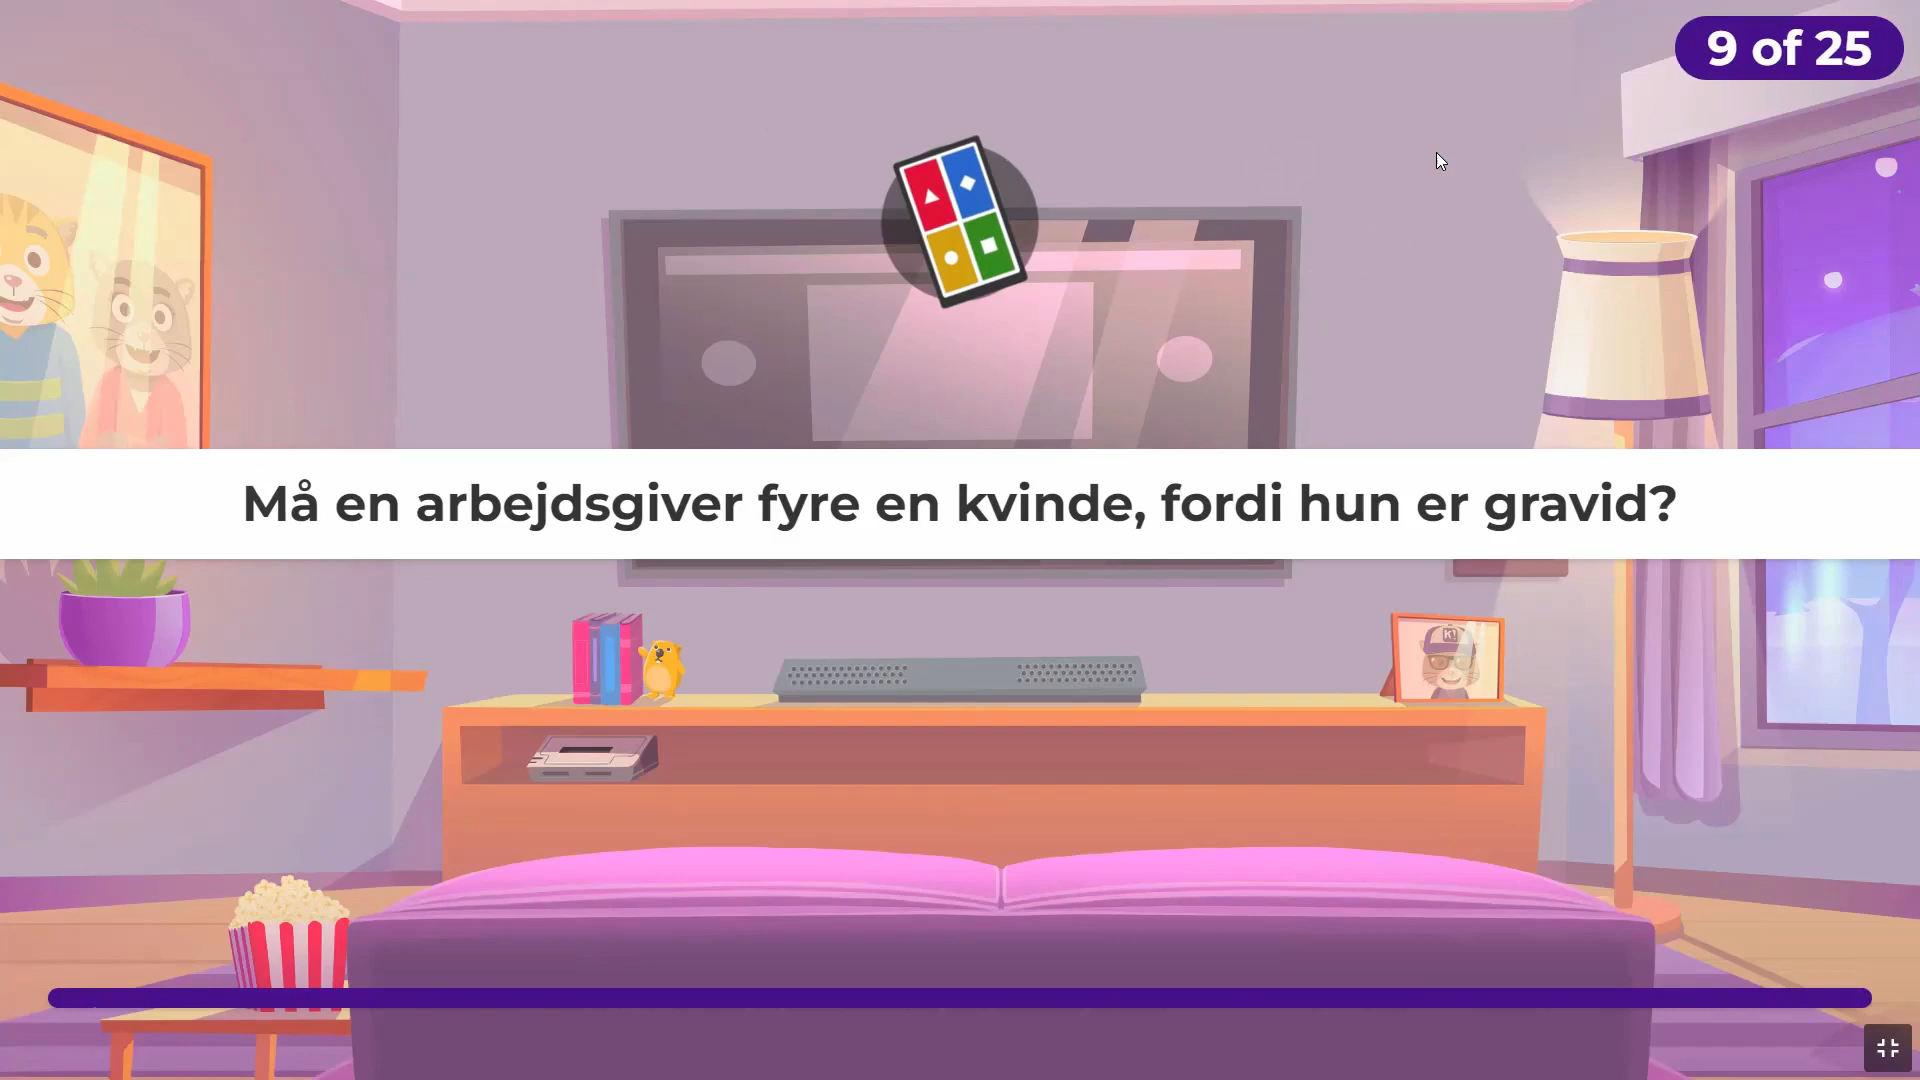 9 of 25
Må en arbejdsgiver fyre en kvinde, fordi hun er gravid?
K!